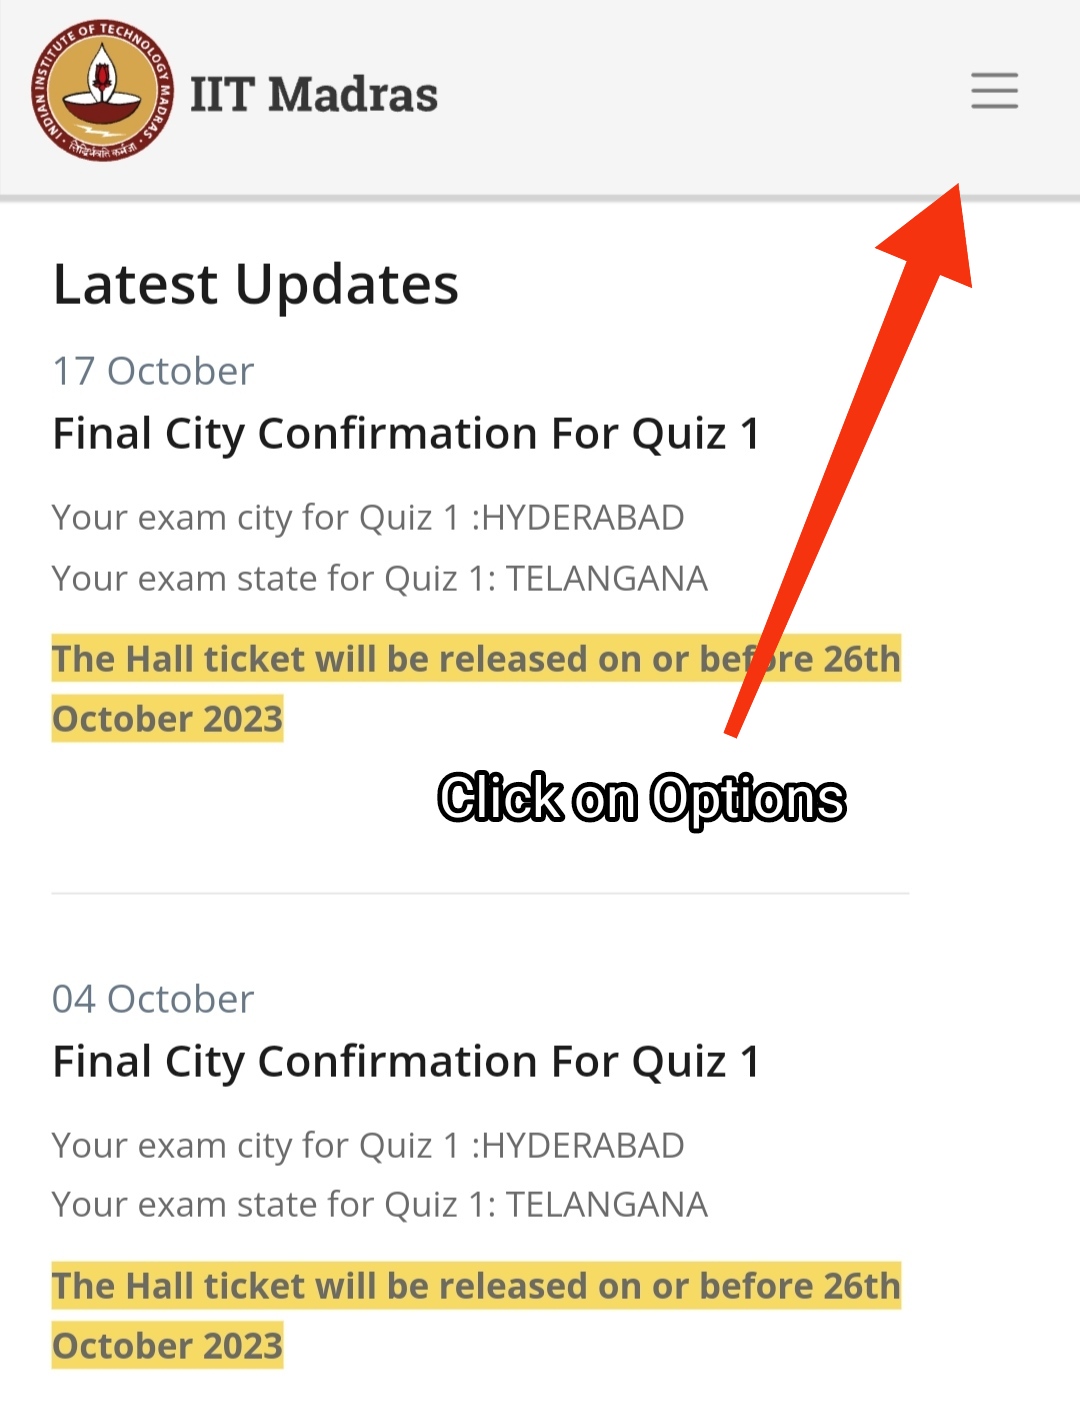 INDIAN INSTITUTE OF TECHNOLOGY MADRAS
सिद्धिर्भवति कर्मजा
IIT Madras
Latest Updates
17 October
Final City Confirmation For Quiz 1
Your exam city for Quiz 1 :HYDERABAD
Your exam state for Quiz 1: TELANGANA
The Hall ticket will be released on or before 26th
October 2023
Click on Options
04 October
Final City Confirmation For Quiz 1
Your exam city for Quiz 1 :HYDERABAD
Your exam state for Quiz 1: TELANGANA
The Hall ticket will be released on or before 26th
October 2023